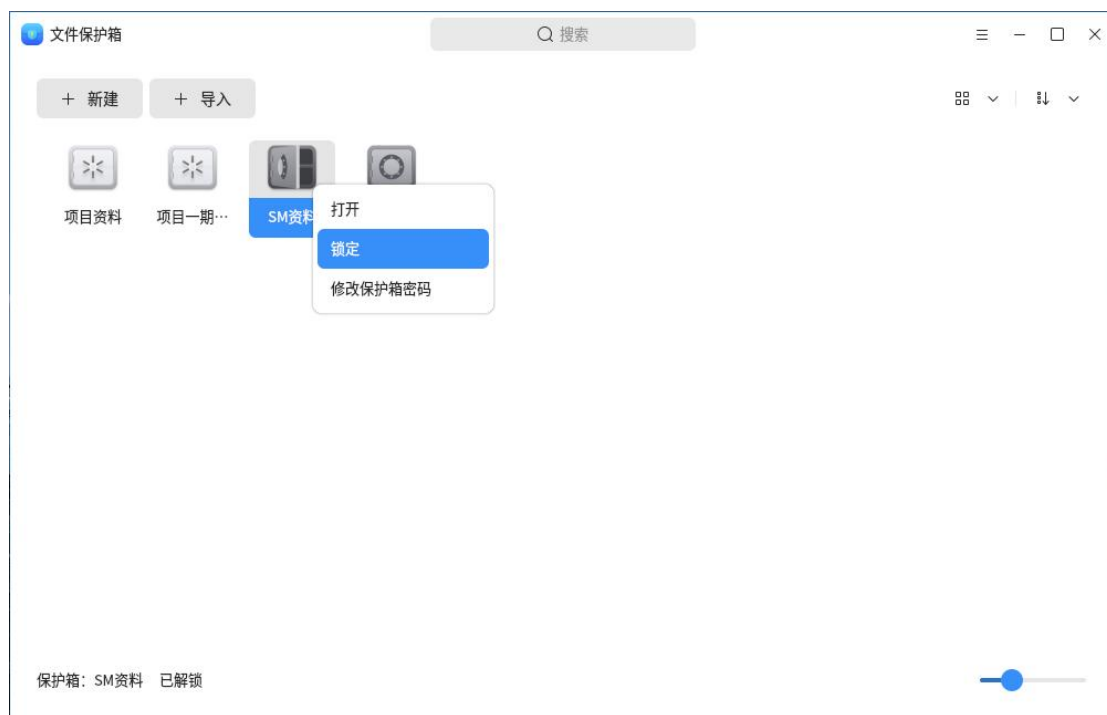 文件保护箱
搜索
新建
导入
项目资料
项目一期…
SM资料
打开
锁定
修改保护箱密码
保护箱：SM资料 已解锁